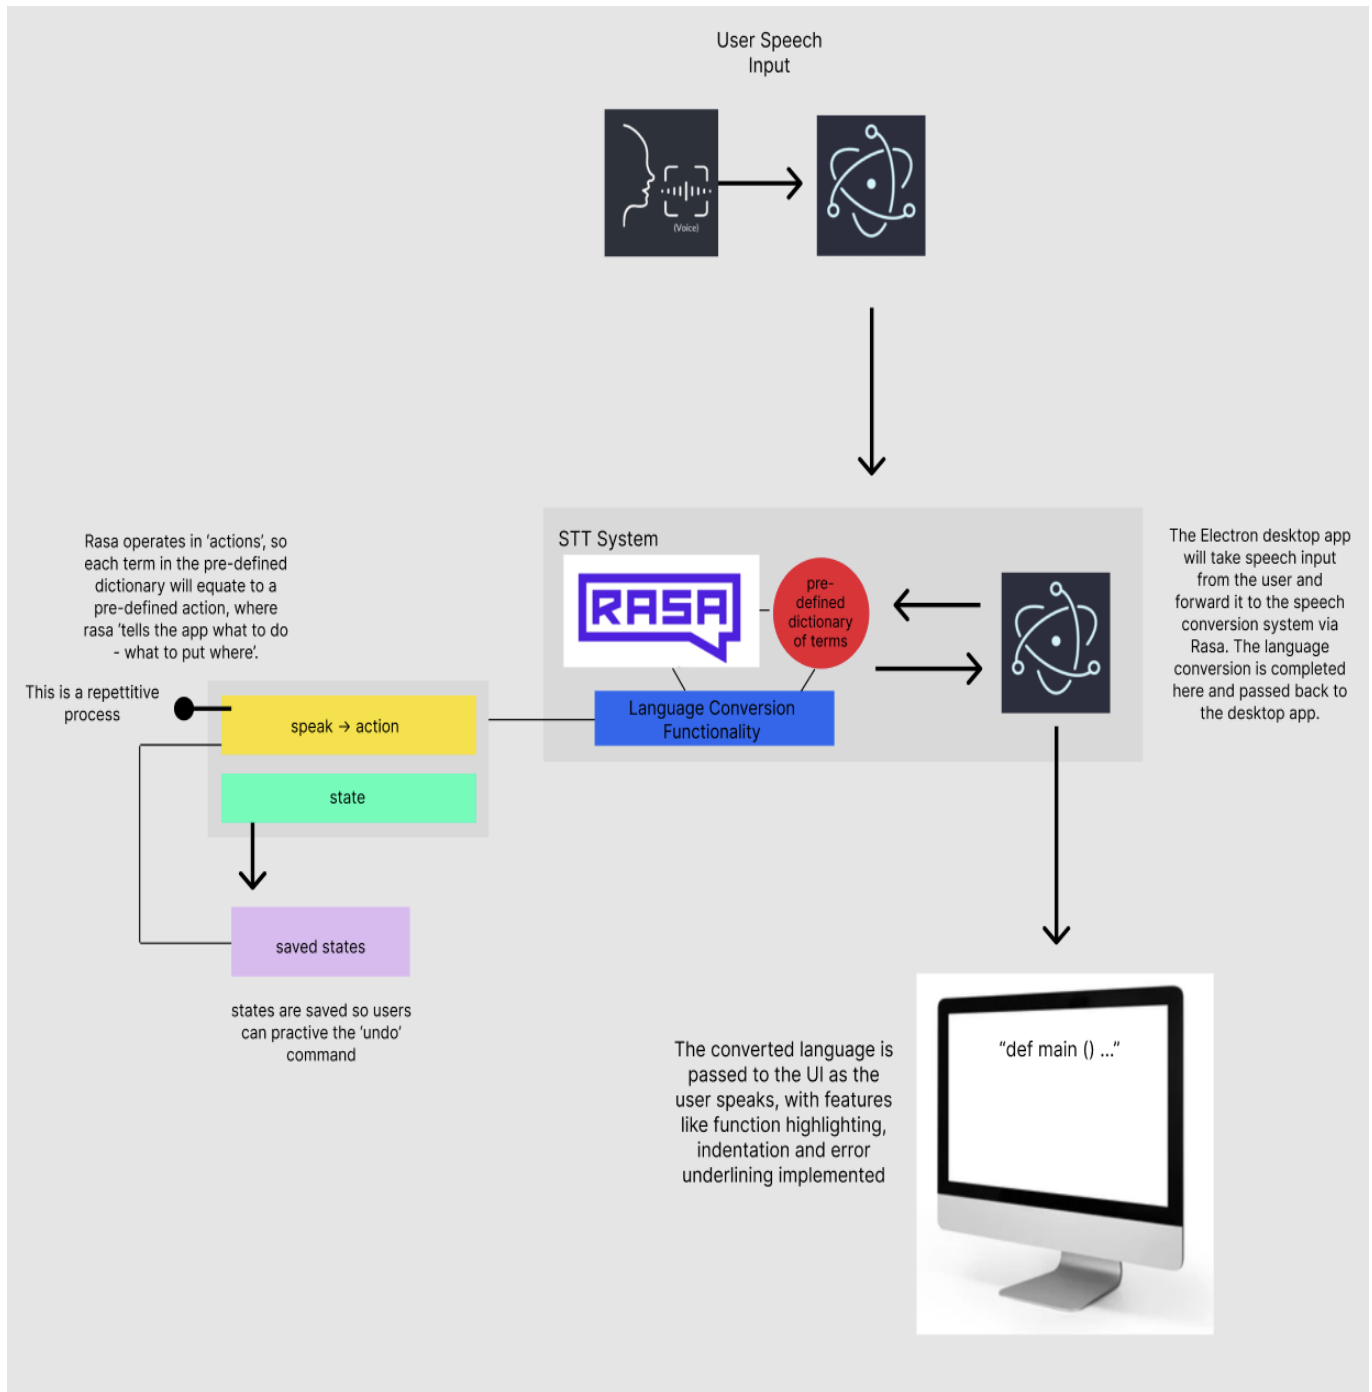 User Speech
Input
(Voice)
STT System
RASA
pre-
defined
dictionary
of terms
Language Conversion
Functionality
The Electron desktop app
will take speech input
from the user and
forward it to the speech
conversion system via
Rasa. The language
conversion is completed
here and passed back to
the desktop app.
Rasa operates in ‘actions’, so
each term in the pre-defined
dictionary will equate to a
pre-defined action, where
rasa ‘tells the app what to do
- what to put where’.
This is a repettitive
process
speak → action
state
saved states
states are saved so users
can practive the ‘undo’
command
The converted language is
passed to the UI as the
user speaks, with features
like function highlighting,
indentation and error
underlining implemented
“def main () ...”